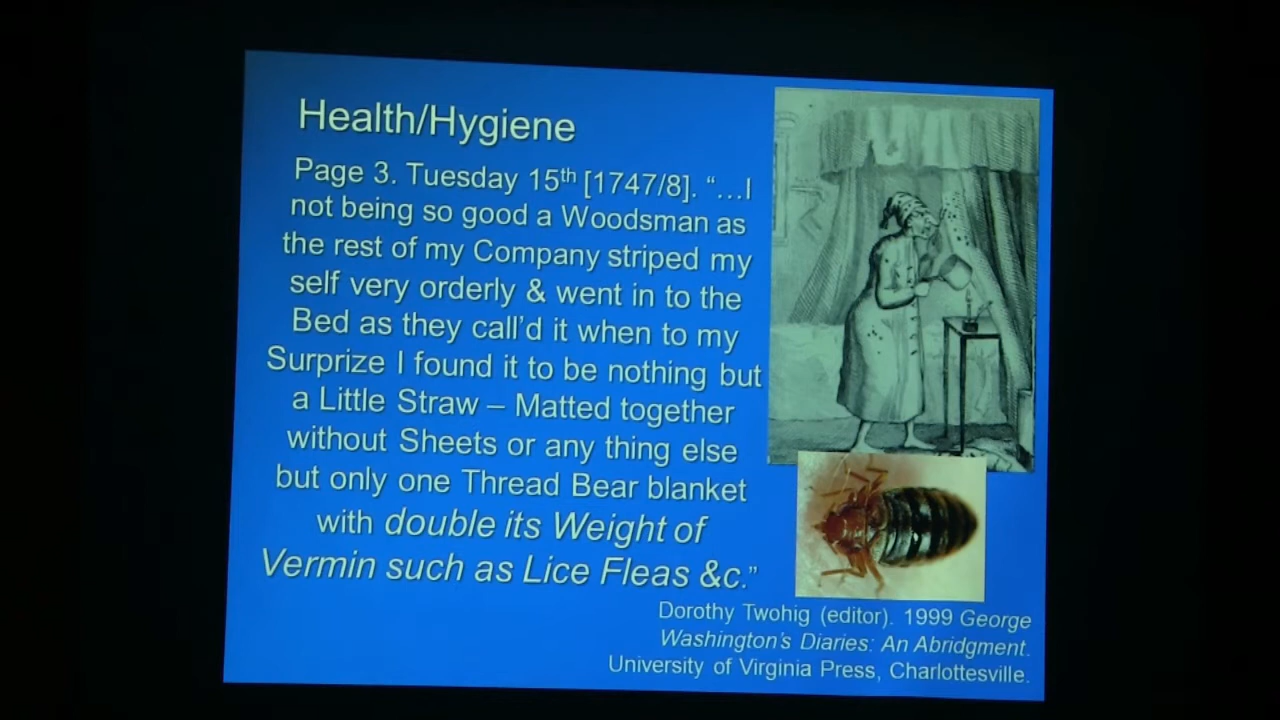 Health/Hygiene
Page 3. Tuesday 15th [1747/8]. “…I
not being so good a Woodsman as
the rest of my Company striped my
self very orderly & went in to the
Bed as they call’d it when to my
Surprize I found it to be nothing but
a Little Straw – Matted together
without Sheets or any thing else
but only one Thread Bear blanket
with double its Weight of
Vermin such as Lice Fleas &c.”
Dorothy Twohig (editor). 1999 George
Washington’s Diaries: An Abridgment.
University of Virginia Press, Charlottesville.